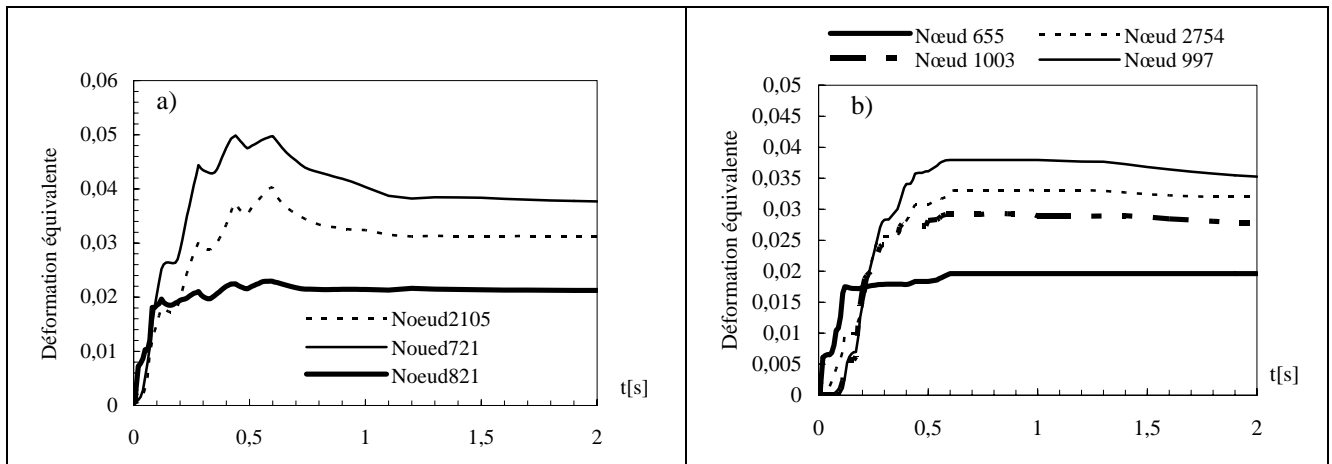 a)
Déformation équivalente
0,06
0,05
0,04
0,03
0,02
0,01
0
0 0,5 1 1,5 2
t[s]
Noeud2105
Noued721
Noeud821
Nœud 655 Nœud 2754
Nœud 1003 Nœud 997
b)
Déformation équivalente
0,05
0,045
0,04
0,035
0,03
0,025
0,02
0,015
0,01
0,005
0
0 0,5 1 1,5 2
t[s]